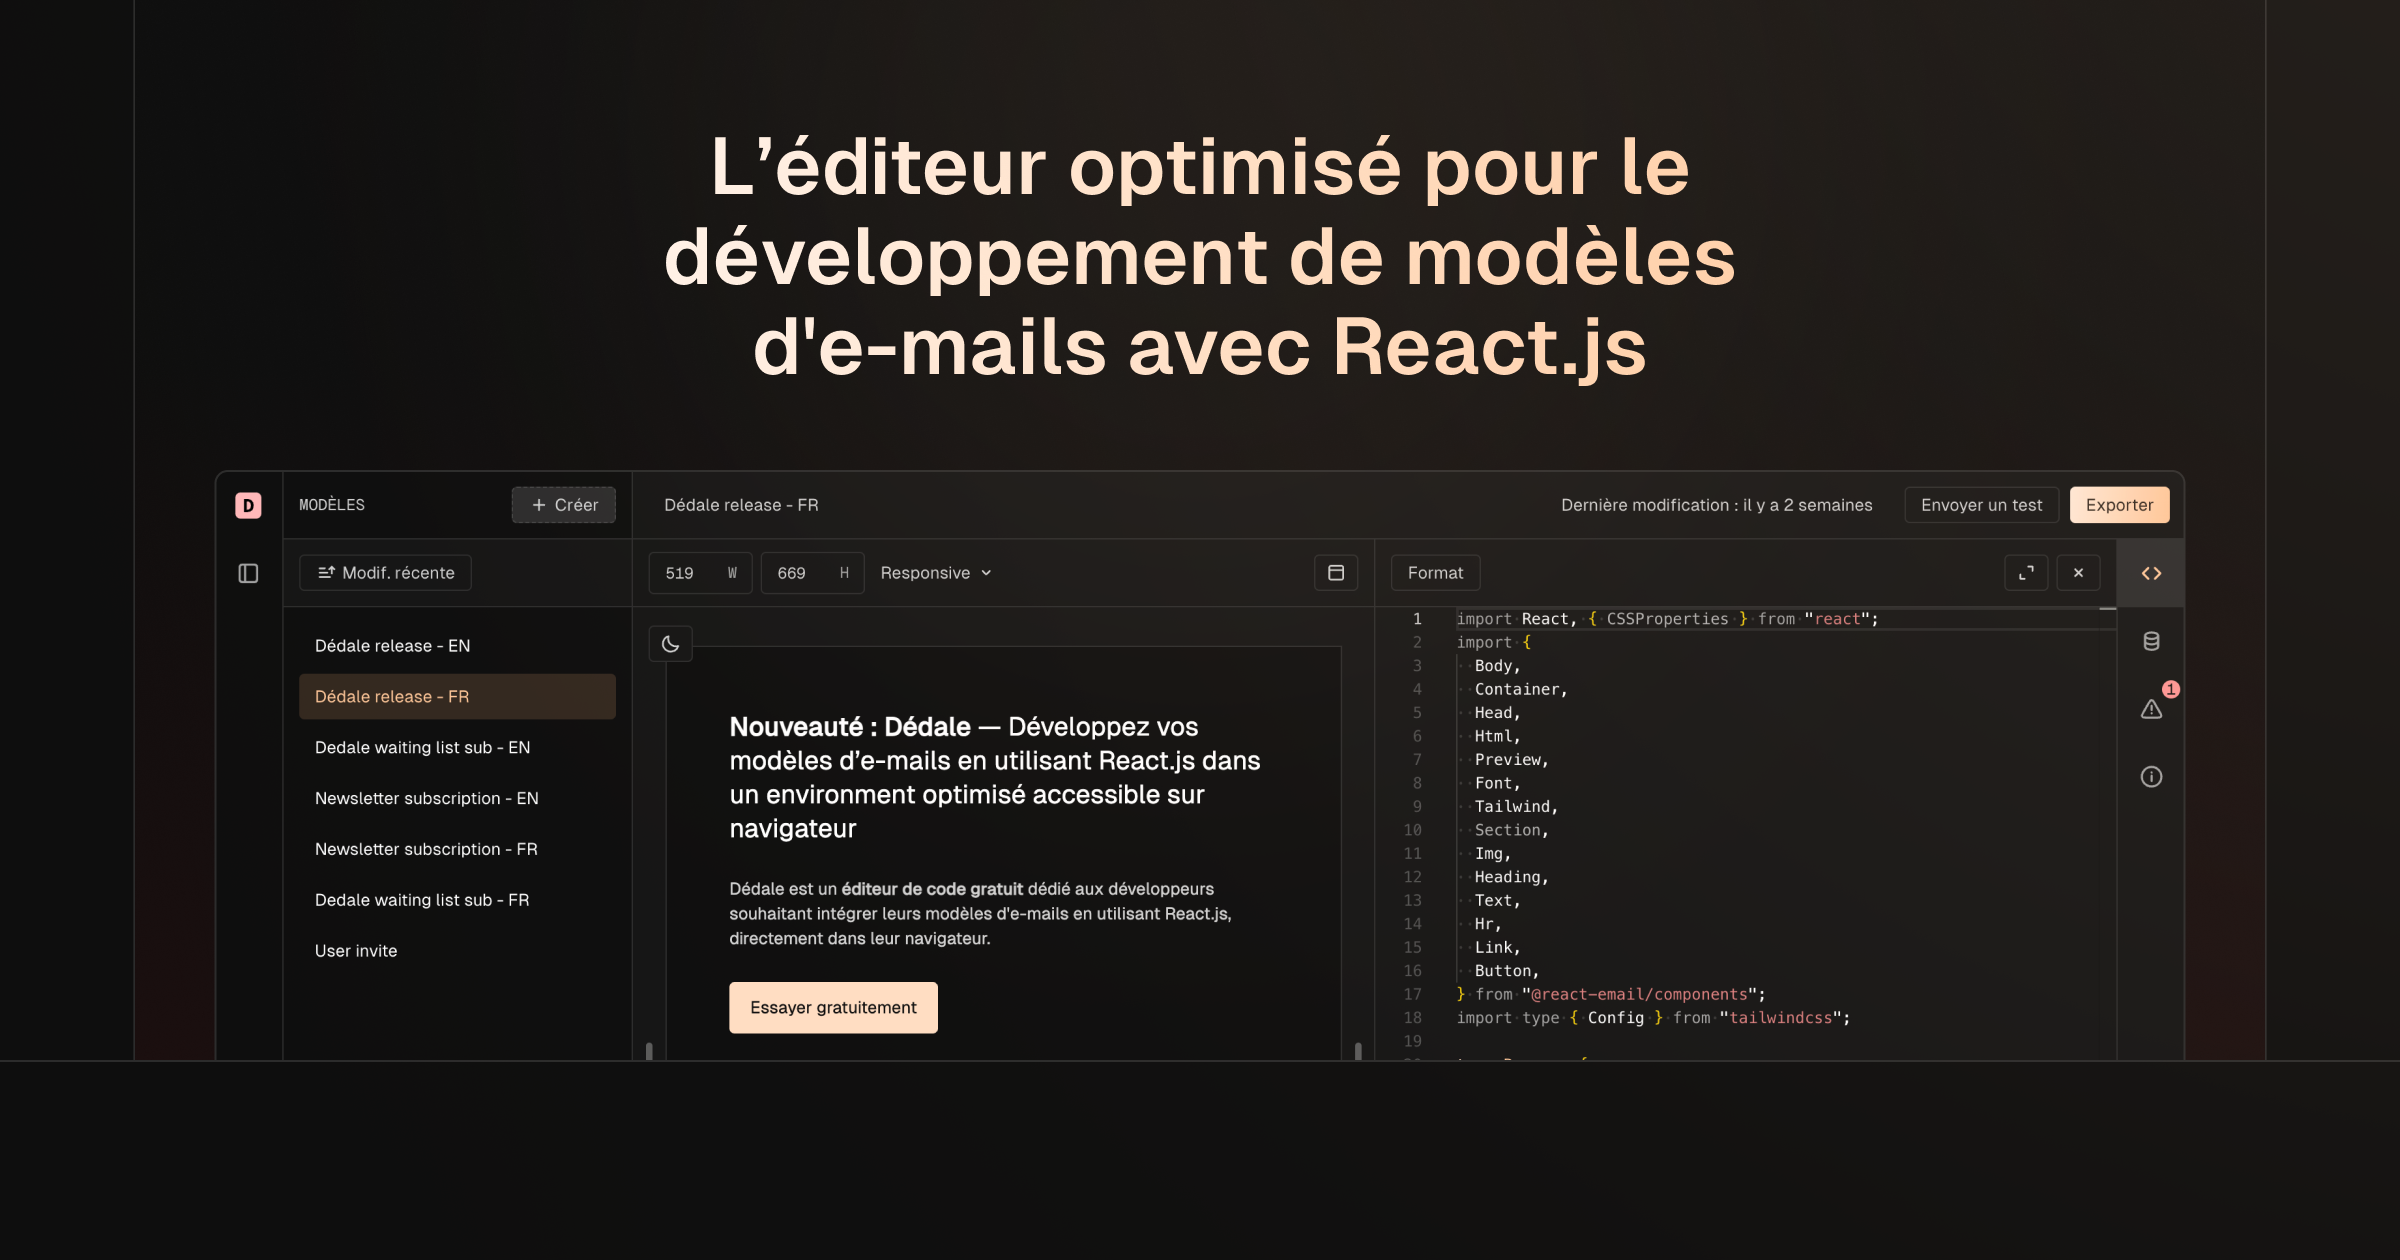 L’éditeur optimisé pour le
développement de modèles
d'e-mails avec React.js
D
MODÈLES
+ Créer
Dédale release - FR
Dernière modification : il y a 2 semaines
Envoyer un test
Exporter
Modif. récente
519 W
669 H
Responsive
Format
Dédale release - EN
Dédale release - FR
Dedale waiting list sub - EN
Newsletter subscription - EN
Newsletter subscription - FR
Dedale waiting list sub - FR
User invite
Nouveauté : Dédale — Développez vos
modèles d’e-mails en utilisant React.js dans
un environment optimisé accessible sur
navigateur
Dédale est un éditeur de code gratuit dédié aux développeurs
souhaitant intégrer leurs modèles d'e-mails en utilisant React.js,
directement dans leur navigateur.
Essayer gratuitement
1 import React, { CSSProperties } from "react";
2 import {
3 Body,
4 Container,
5 Head,
6 Html,
7 Preview,
8 Font,
9 Tailwind,
10 Section,
11 Img,
12 Heading,
13 Text,
14 Hr,
15 Link,
16 Button,
17 } from "@react-email/components";
18 import type { Config } from "tailwindcss";
19
1